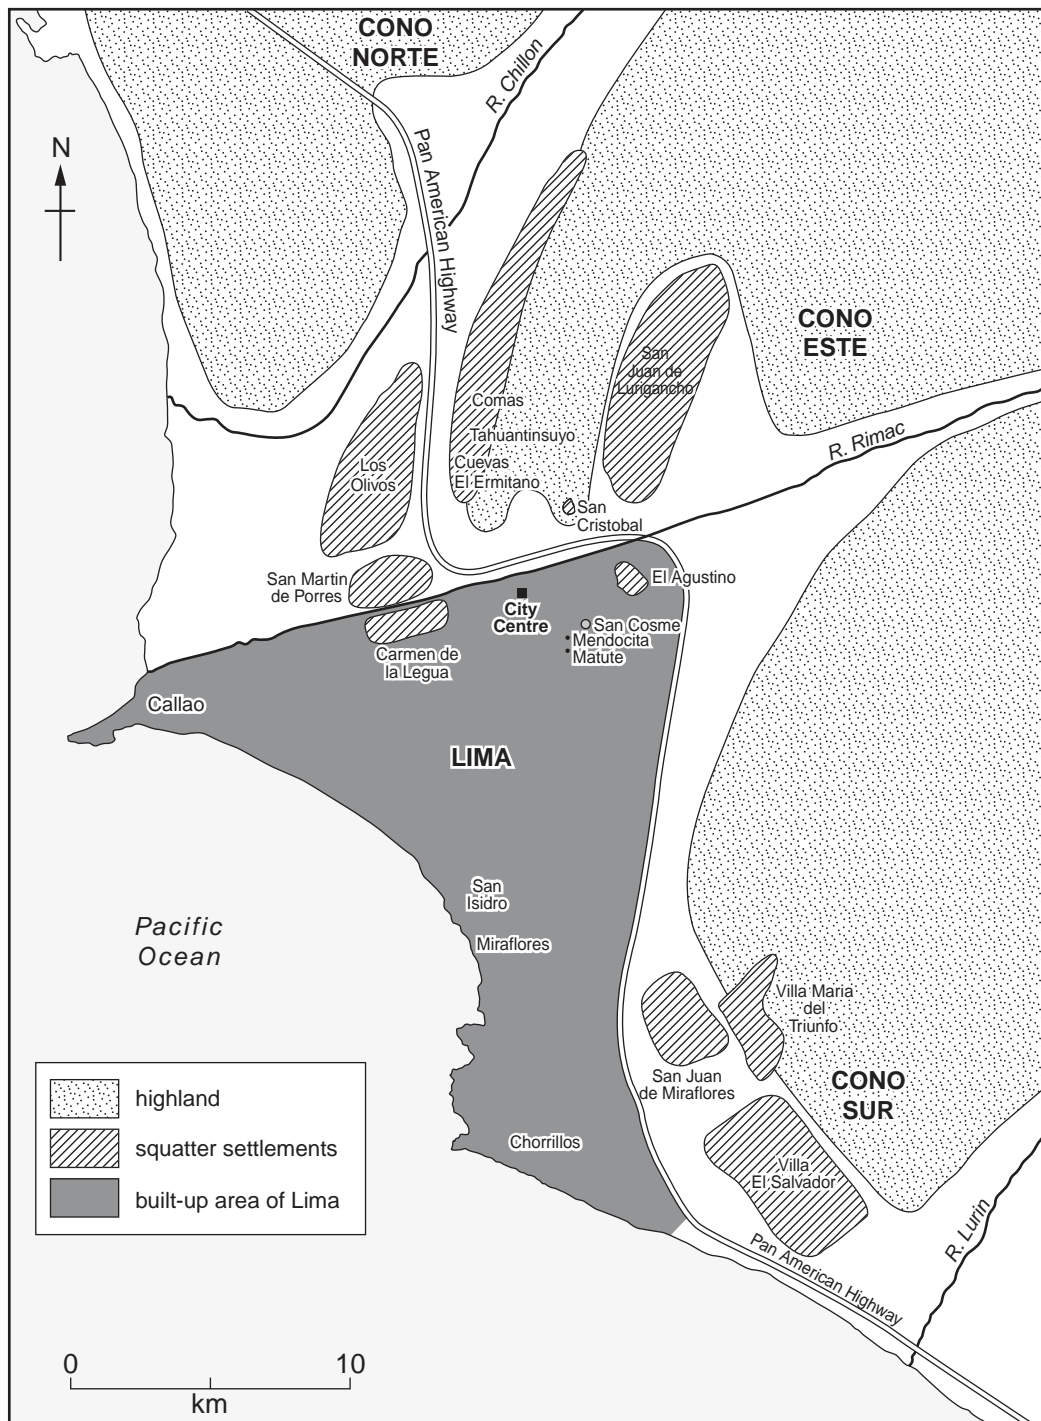 CONO
NORTE
R. Chillon
N
Pan American Highway
CONO
ESTE
San
Juan de
Lurigancho
Comas
Tahuantinsuyo
R. Rimac
Los
Olivos
Cuevas
El Ermitano
San
Cristobal
San Martin
de Porres
El Agustino
City
Centre
San Cosme
Mendocita
Matute
Carmen de
la Legua
Callao
LIMA
San
Isidro
Pacific
Ocean
Miraflores
Villa Maria
del
Triunfo
San Juan
de Miraflores
CONO
SUR
highland
squatter settlements
built-up area of Lima
Chorrillos
Villa
El Salvador
R. Lurin
Pan American Highway
0 10
km